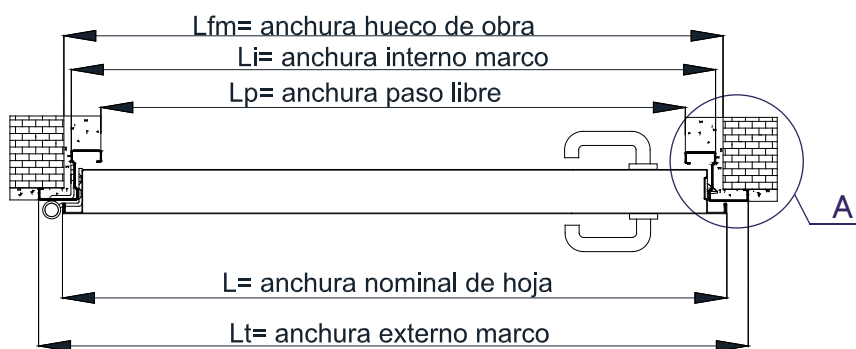 Lfm= anchura hueco de obra
Li= anchura interno marco
Lp= anchura paso libre
A
L= anchura nominal de hoja
Lt= anchura externo marco